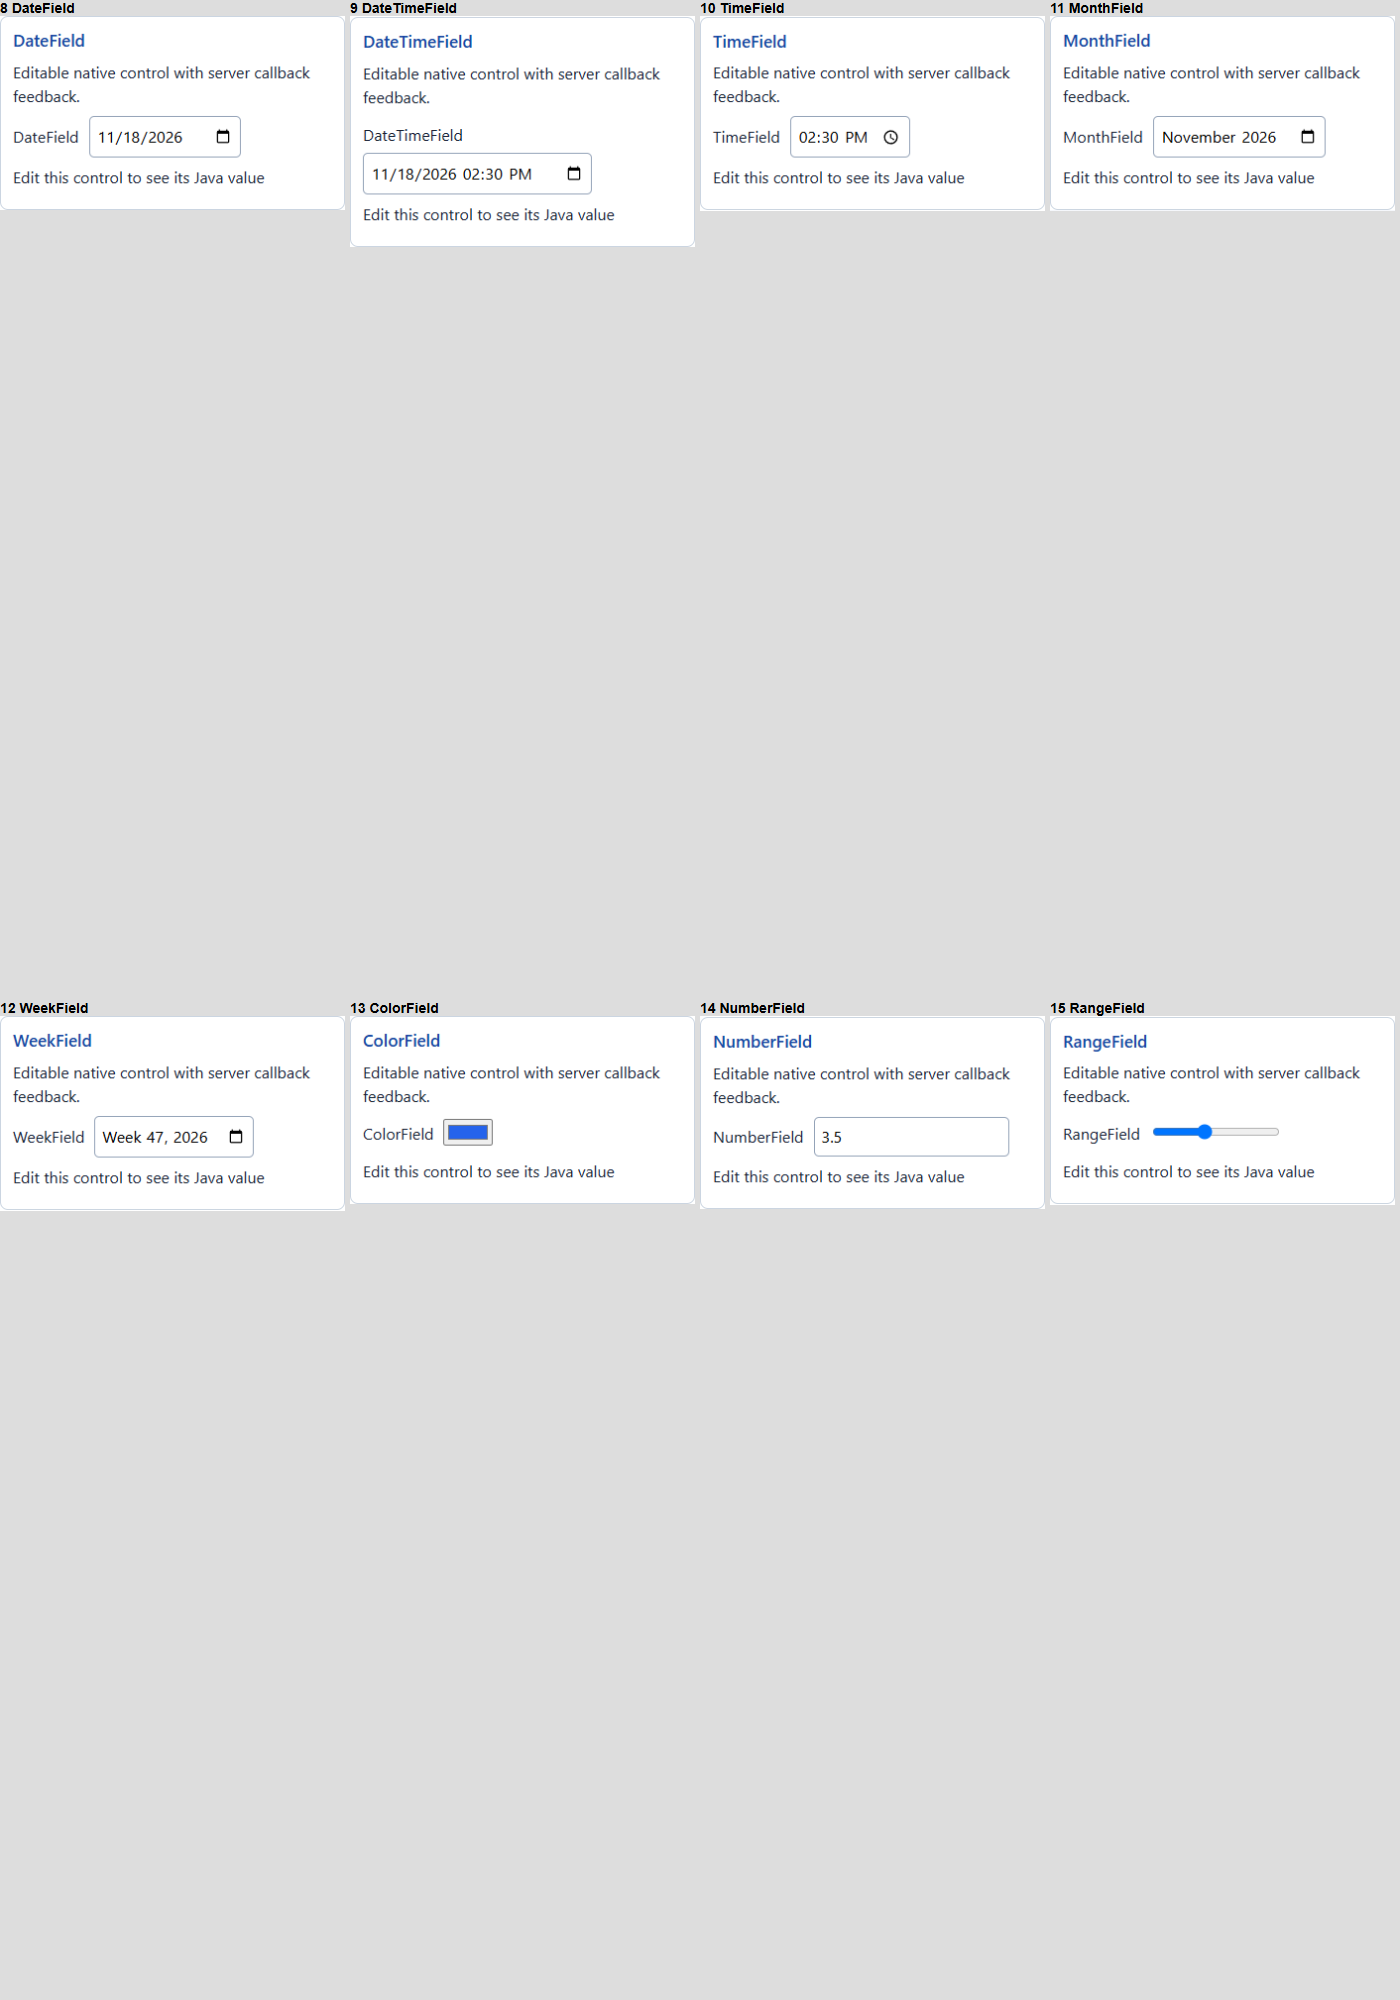 8 DateField
DateField
Editable native control with server callback
feedback.
DateField 11/18/2026
Edit this control to see its Java value
9 DateTimeField
DateTimeField
Editable native control with server callback
feedback.
DateTimeField
11/18/2026 02:30 PM
Edit this control to see its Java value
10 TimeField
TimeField
Editable native control with server callback
feedback.
TimeField 02:30 PM
Edit this control to see its Java value
11 MonthField
MonthField
Editable native control with server callback
feedback.
MonthField November 2026
Edit this control to see its Java value
12 WeekField
WeekField
Editable native control with server callback
feedback.
WeekField Week 47, 2026
Edit this control to see its Java value
13 ColorField
ColorField
Editable native control with server callback
feedback.
ColorField
Edit this control to see its Java value
14 NumberField
NumberField
Editable native control with server callback
feedback.
NumberField 3.5
Edit this control to see its Java value
15 RangeField
RangeField
Editable native control with server callback
feedback.
RangeField
Edit this control to see its Java value